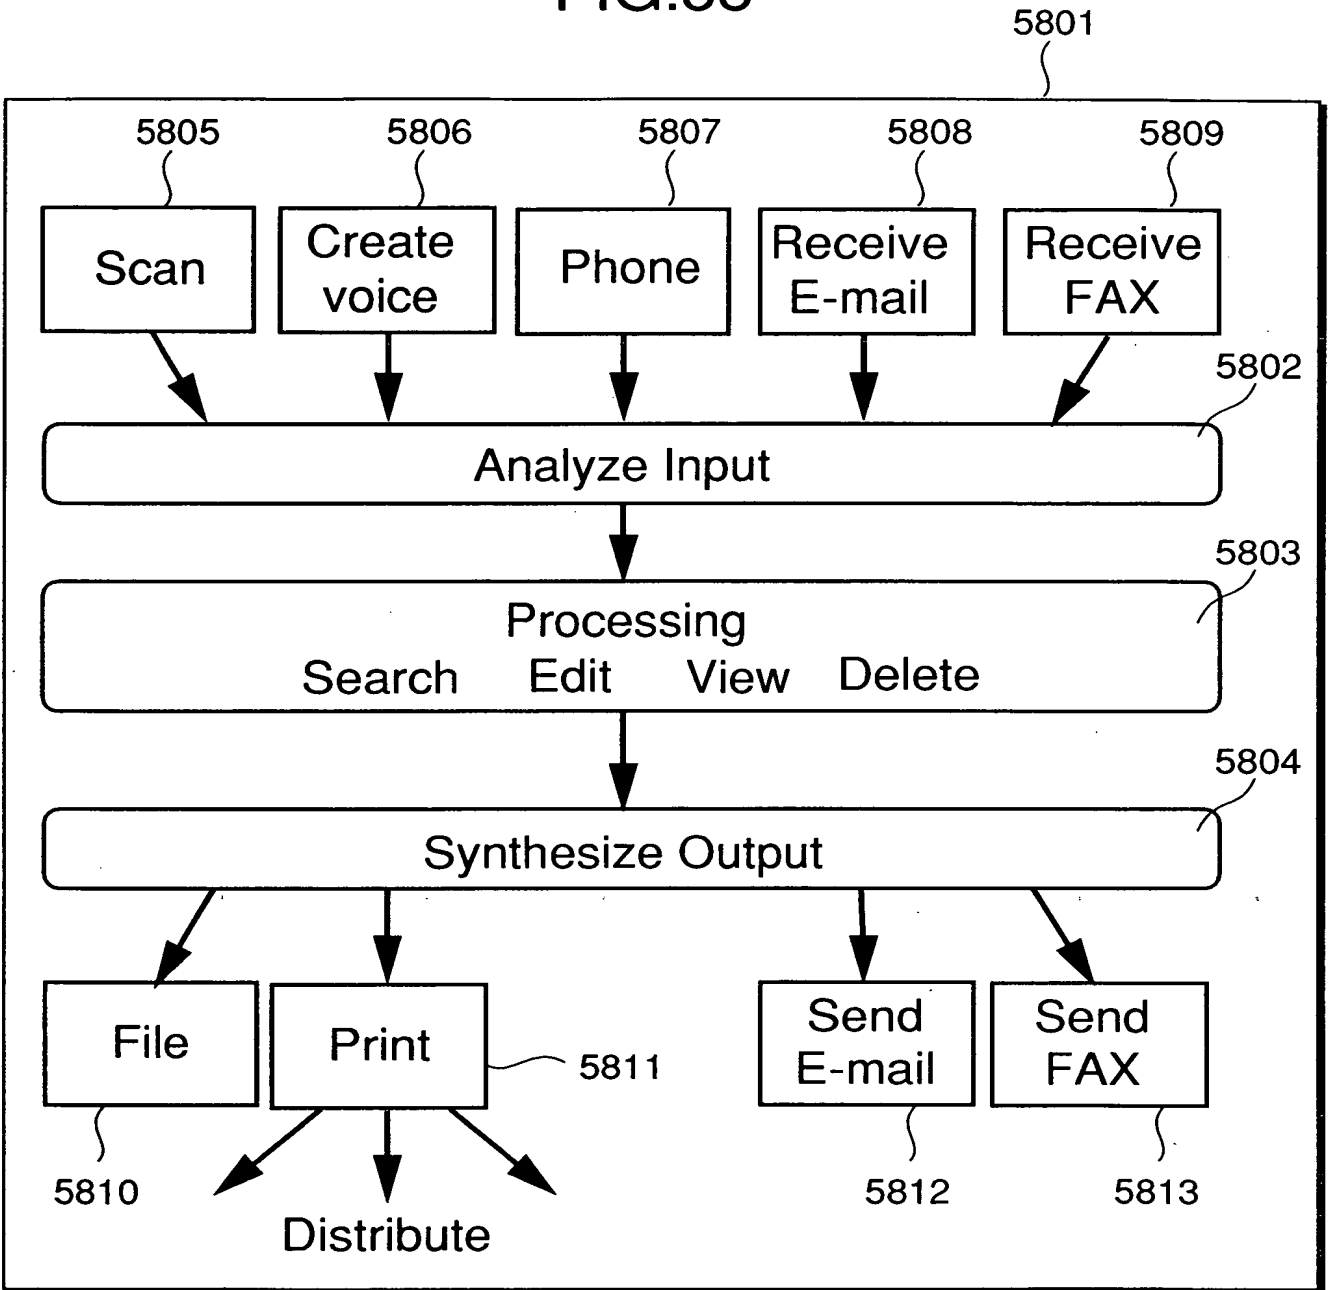 5801
5805 5806 5807 5808 5809
Scan
Create
voice
Phone
Receive
E-mail
Receive
FAX
5802
Analyze Input
5803
Processing
Search Edit View Delete
5804
Synthesize Output
File
Print
5811
Send
E-mail
Send
FAX
5810
5812
5813
Distribute